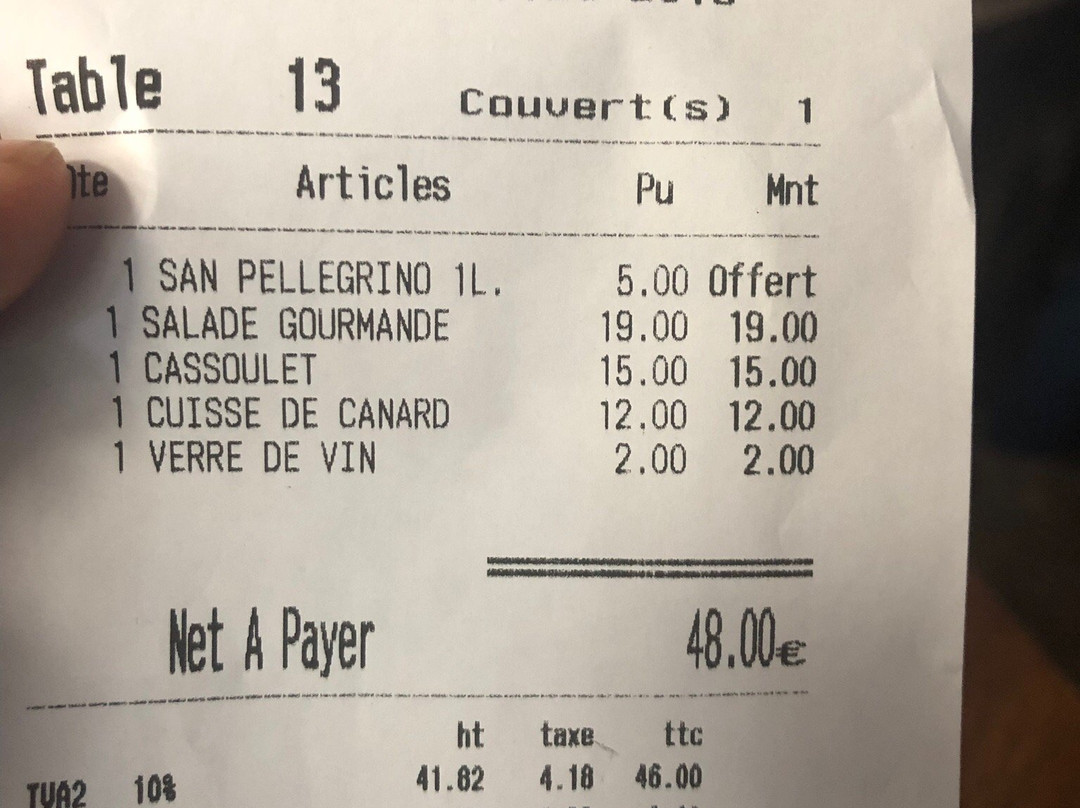 Table 13 Couvert(s) 1
Articles Pu Mnt
1 SAN PELLEGRINO 1L. 5.00 Offert
1 SALADE GOURMANDE 19.00 19.00
1 CASSOULET 15.00 15.00
1 CUISSE DE CANARD 12.00 12.00
1 VERRE DE VIN 2.00 2.00
Net A Payer 48.00€
ht taxe ttc
TVA2 10% 41.82 4.18 46.00